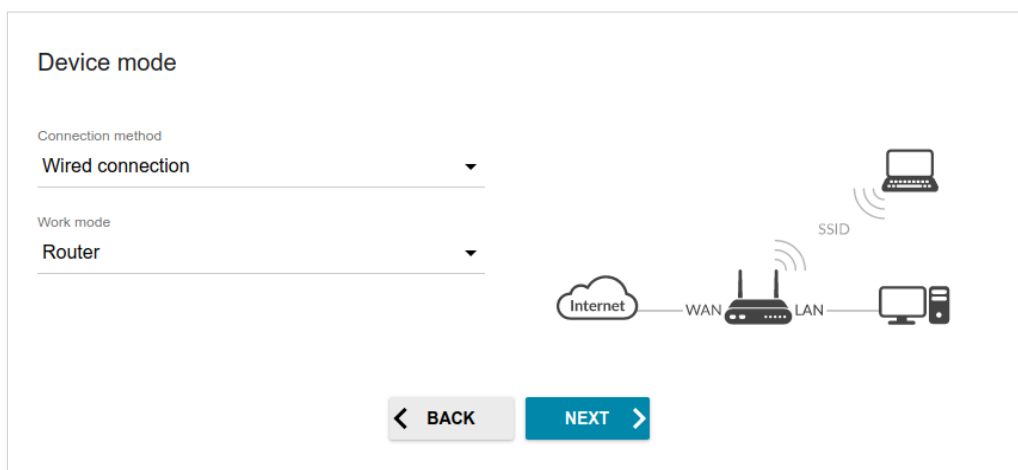 Device mode
Connection method
Wired connection
Work mode
Router
SSID
Internet
WAN
LAN
BACK
NEXT